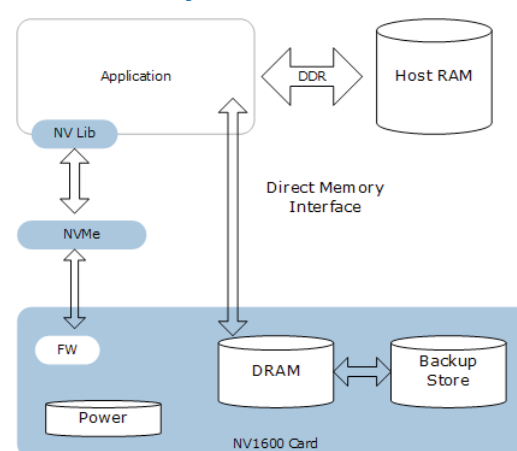 Application
DDR
Host RAM
NV Lib
Direct Memory
Interface
NVMe
FW
DRAM
Backup
Store
Power
NV1600 Card